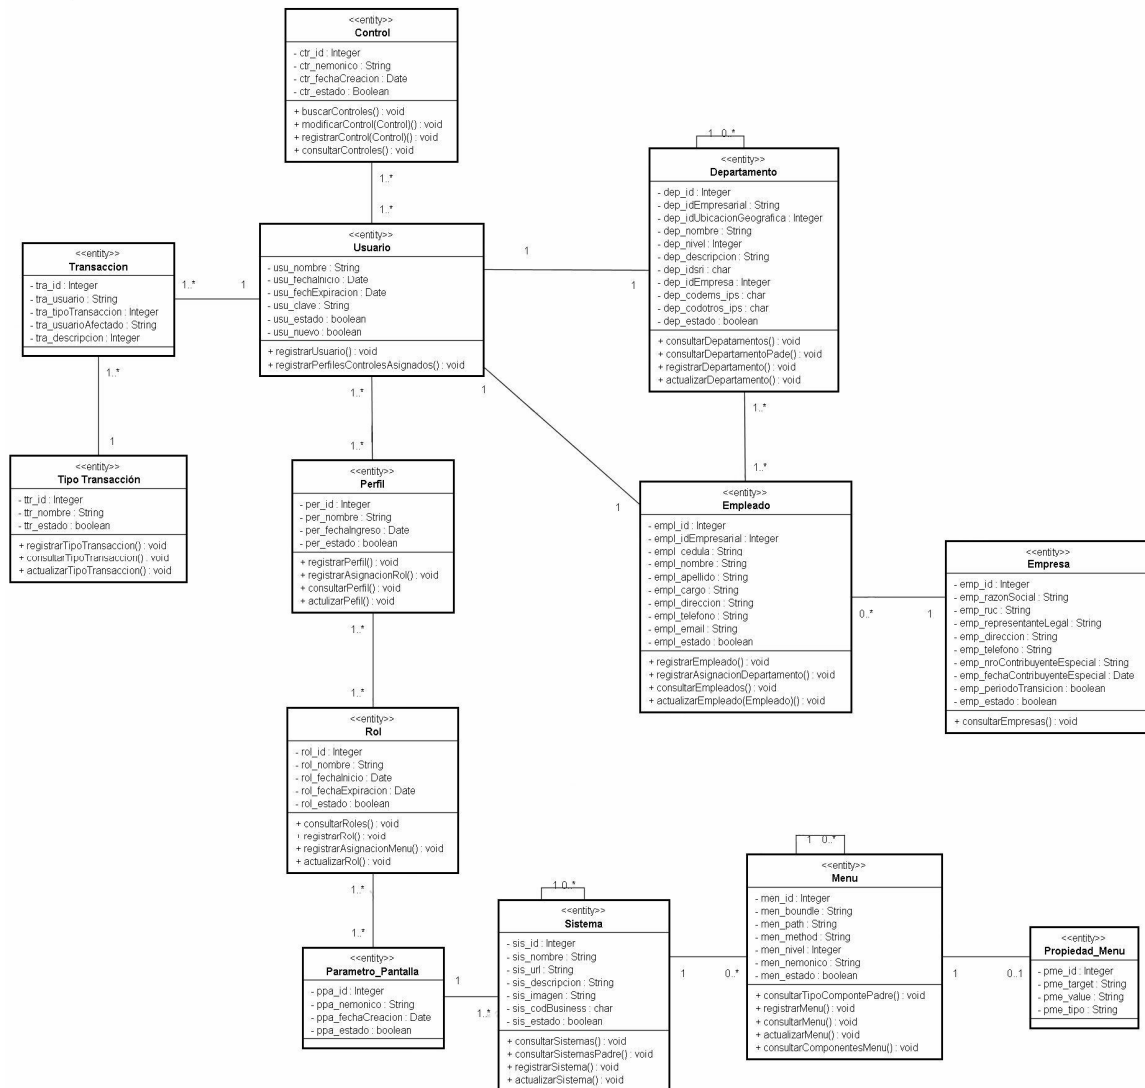 <<entity>>
Control
- ctr_id : Integer
- ctr_nemonico : String
- ctr_fechaCreacion : Date
- ctr_estado : Boolean
+ buscarControles() : void
+ modificarControl(Control)() : void
+ registrarControl(Control)() : void
+ consultarControles() : void
1..*
1..*
1 0..*
<<entity>>
Departamento
- dep_id : Integer
- dep_idEmpresarial : String
- dep_idUbicacionGeografica : Integer
- dep_nombre : String
- dep_nivel : Integer
- dep_descripcion : String
- dep_idsri : char
- dep_idEmpresa : Integer
- dep_codems_ips : char
- dep_codotros_ips : char
- dep_estado : boolean
+ consultarDepatamentos() : void
+ consultarDepartamentoPade() : void
+ registrarDepartamento() : void
+ actualizarDepartamento() : void
<<entity>>
Usuario
- usu_nombre : String
- usu_fechaInicio : Date
- usu_fechExpiracion : Date
- usu_clave : String
- usu_estado : boolean
- usu_nuevo : boolean
+ registrarUsuario() : void
+ registrarPerfilesControlesAsignados() : void
1
1
<<entity>>
Transaccion
- tra_id : Integer
- tra_usuario : String
- tra_tipoTransaccion : Integer
- tra_usuarioAfectado : String
- tra_descripcion : Integer
1..*
1
1..*
1
<<entity>>
Tipo Transacción
- ttr_id : Integer
- ttr_nombre : String
- ttr_estado : boolean
+ registrarTipoTransaccion() : void
+ consultarTipoTransaccion() : void
+ actualizarTipoTransaccion() : void
1..*
1..*
1
1
1..*
1..*
<<entity>>
Perfil
- per_id : Integer
- per_nombre : String
- per_fechaIngreso : Date
- per_estado : boolean
+ registrarPerfil() : void
+ registrarAsignacionRol() : void
+ consultarPerfil() : void
+ actulizarPefil() : void
<<entity>>
Empleado
- empl_id : Integer
- empl_idEmpresarial : Integer
- empl_cedula : String
- empl_nombre : String
- empl_apellido : String
- empl_cargo : String
- empl_direccion : String
- empl_telefono : String
- empl_email : String
- empl_estado : boolean
+ registrarEmpleado() : void
+ registrarAsignacionDepartamento() : void
+ consultarEmpleados() : void
+ actualizarEmpleado(Empleado)() : void
0..*
1
<<entity>>
Empresa
- emp_id : Integer
- emp_razonSocial : String
- emp_ruc : String
- emp_representanteLegal : String
- emp_direccion : String
- emp_telefono : String
- emp_nroContribuyenteEspecial : String
- emp_fechaContribuyenteEspecial : Date
- emp_periodoTransicion : boolean
- emp_estado : boolean
+ consultarEmpresas() : void
1..*
1..*
<<entity>>
Rol
- rol_id : Integer
- rol_nombre : String
- rol_fechaInicio : Date
- rol_fechaExpiracion : Date
- rol_estado : boolean
+ consultarRoles() : void
+ registrarRol() : void
+ registrarAsignacionMenu() : void
+ actualizarRol() : void
1..*
1..*
<<entity>>
Parametro_Pantalla
- ppa_id : Integer
- ppa_nemonico : String
- ppa_fechaCreacion : Date
- ppa_estado : boolean
1
1..*
1 0..*
<<entity>>
Sistema
- sis_id : Integer
- sis_nombre : String
- sis_url : String
- sis_descripcion : String
- sis_imagen : String
- sis_codBusiness : char
- sis_estado : boolean
+ consultarSistemas() : void
+ consultarSistemasPadre() : void
+ registrarSistema() : void
+ actualizarSistema() : void
1
0..*
1 0..*
<<entity>>
Menu
- men_id : Integer
- men_boundle : String
- men_path : String
- men_method : String
- men_nivel : Integer
- men_nemonico : String
- men_estado : boolean
+ consultarTipoCompontePadre() : void
+ registrarMenu() : void
+ consultarMenu() : void
+ actualizarMenu() : void
+ consultarComponentesMenu() : void
1
0..1
<<entity>>
Propiedad_Menu
- pme_id : Integer
- pme_target : String
- pme_value : String
- pme_tipo : String